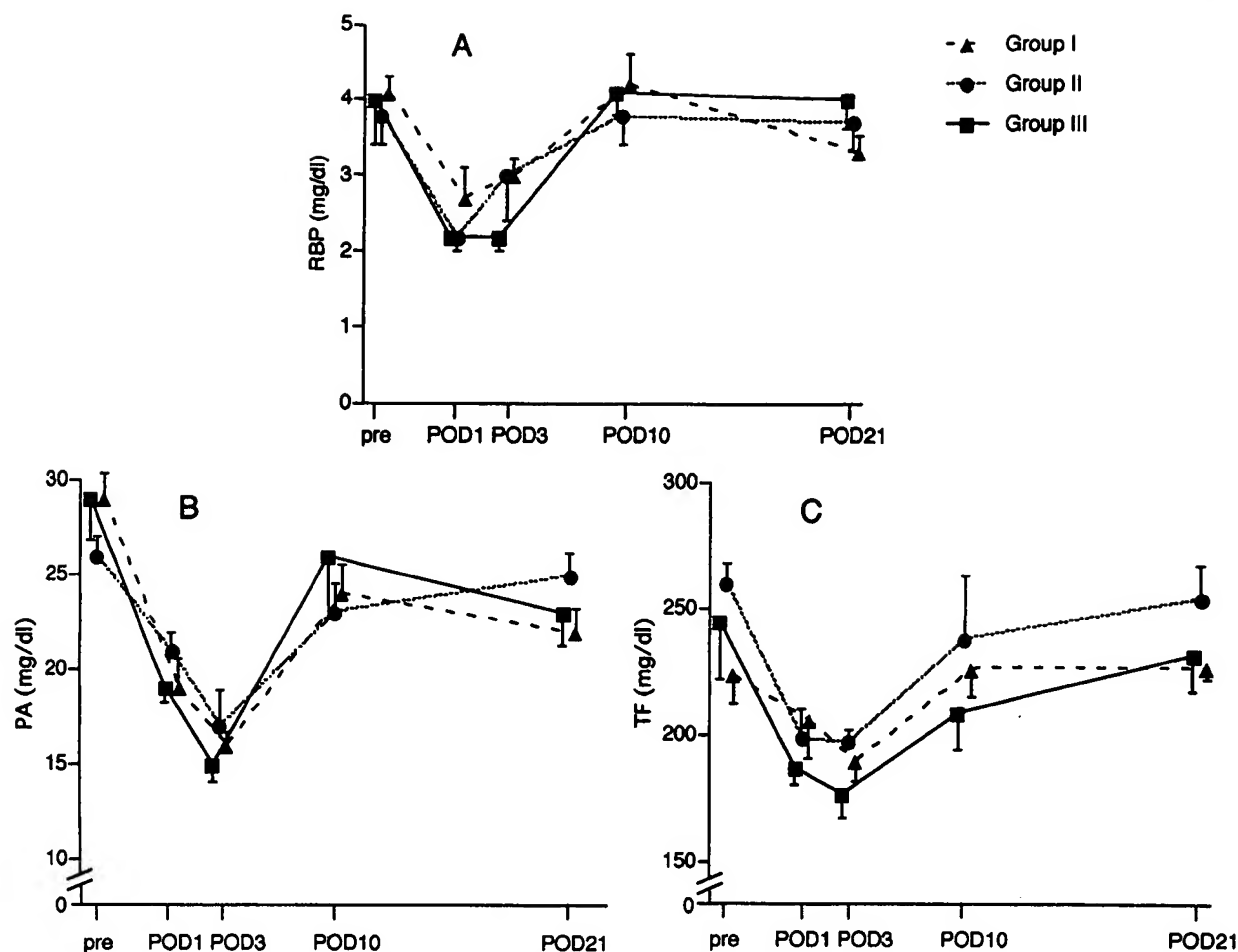 A
5
4
3
2
1
0
RBP (mg/dl)
pre POD1 POD3 POD10 POD21
Group I
Group II
Group III
B
30
25
20
15
10
0
PA (mg/dl)
pre POD1 POD3 POD10 POD21
C
300
250
200
150
0
TF (mg/dl)
pre POD1 POD3 POD10 POD21